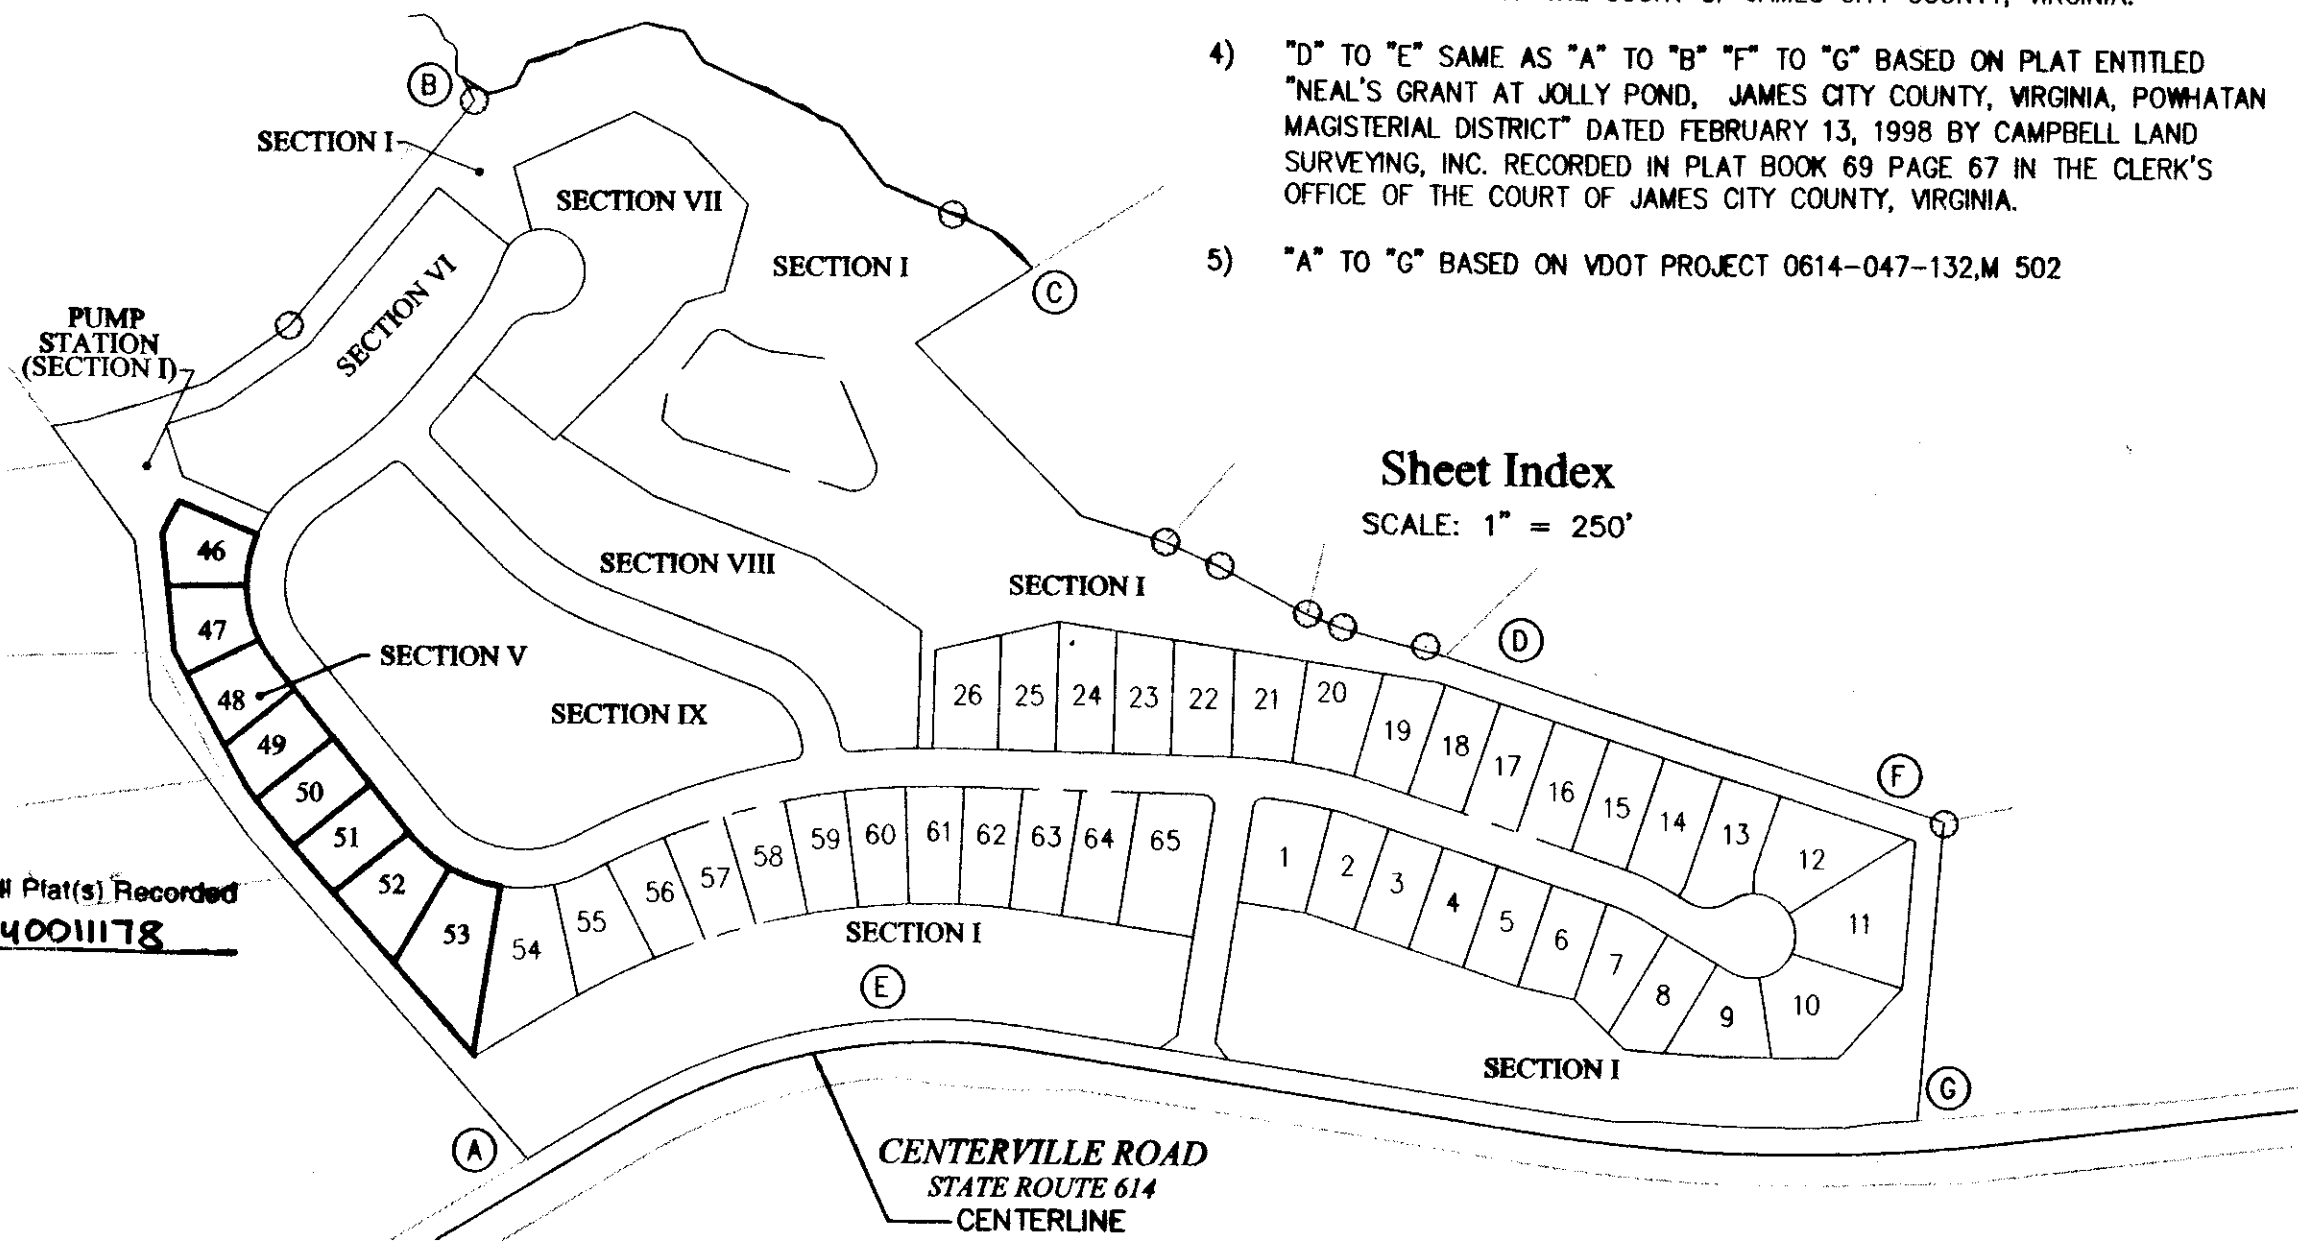 4) "D" TO "E" SAME AS "A" TO "B" "F" TO "G" BASED ON PLAT ENTITLED
"NEAL'S GRANT AT JOLLY POND, JAMES CITY COUNTY, VIRGINIA, POWHATAN
MAGISTERIAL DISTRICT" DATED FEBRUARY 13, 1998 BY CAMPBELL LAND
SURVEYING, INC. RECORDED IN PLAT BOOK 69 PAGE 67 IN THE CLERK'S
OFFICE OF THE COURT OF JAMES CITY COUNTY, VIRGINIA.
5) "A" TO "G" BASED ON VDOT PROJECT 0614-047-132,M 502
B
SECTION I
SECTION VII
SECTION I
C
SECTION VI
PUMP
STATION
(SECTION I)
Sheet Index
SCALE: 1" = 250'
46
47
48
49
50
51
52
53
SECTION V
SECTION VIII
SECTION IX
SECTION I
D
26
25
24
23
22
21
20
19
18
17
16
15
14
13
12
11
10
9
8
7
6
5
4
3
2
1
F
54
55
56
57
58
59
60
61
62
63
64
65
Plat(s) Recorded
40011178
SECTION I
E
SECTION I
G
A
CENTERVILLE ROAD
STATE ROUTE 614
CENTERLINE